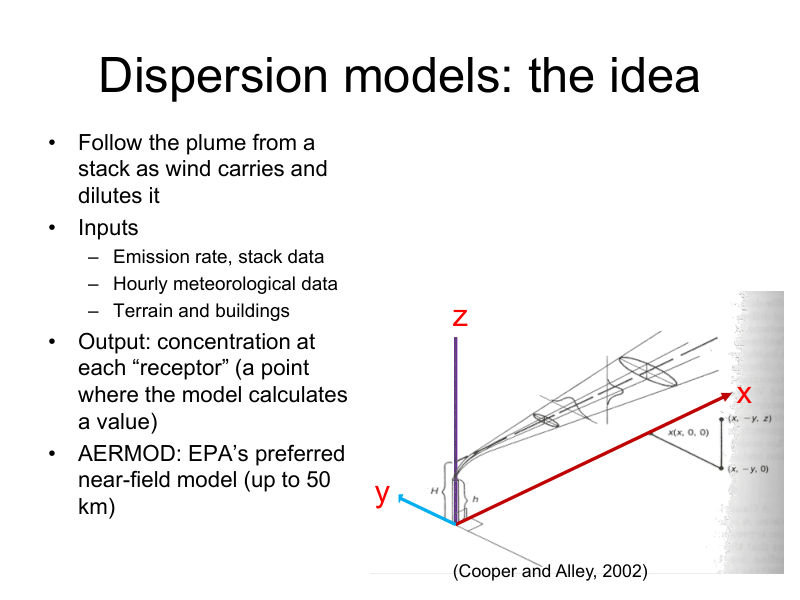 Dispersion models: the idea
• Follow the plume from a
stack as wind carries and
dilutes it
• Inputs
– Emission rate, stack data
– Hourly meteorological data
– Terrain and buildings
• Output: concentration at
each “receptor” (a point
where the model calculates
a value)
• AERMOD: EPA’s preferred
near-field model (up to 50
km)
z
x
(x, −y, z)
x(x, 0, 0)
(x, −y, 0)
y
H
h
(Cooper and Alley, 2002)